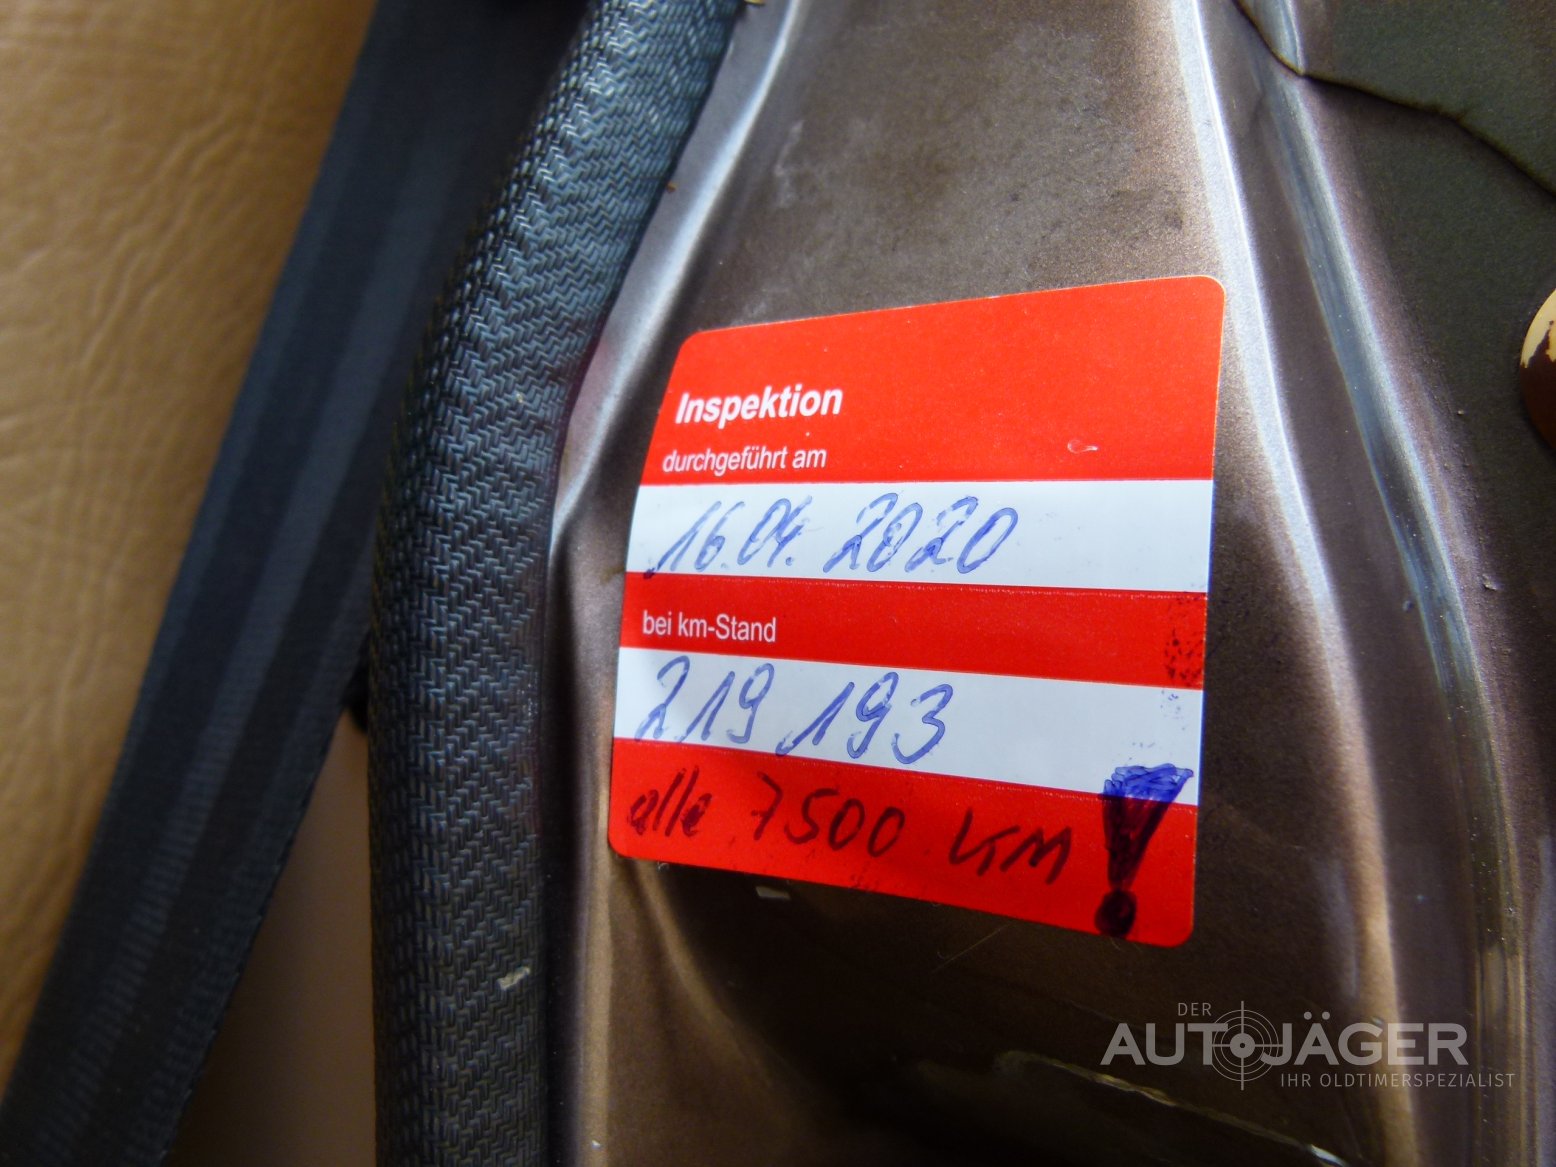 Inspektion
durchgeführt am
16.04.2020
bei km-Stand
219 193
alle 7500 KM !
DER
AUTOJÄGER
IHR OLDTIMERSPEZIALIST